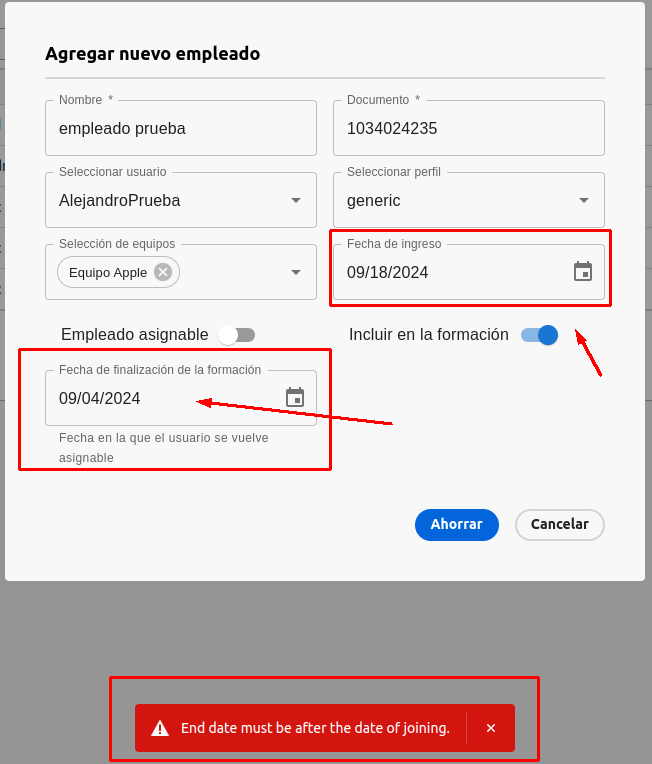 Agregar nuevo empleado
Nombre *
empleado prueba
Documento *
1034024235
Seleccionar usuario
AlejandroPrueba
Seleccionar perfil
generic
Selección de equipos
Equipo Apple
Fecha de ingreso
09/18/2024
Empleado asignable
Incluir en la formación
Fecha de finalización de la formación
09/04/2024
Fecha en la que el usuario se vuelve
asignable
Ahorrar
Cancelar
End date must be after the date of joining.